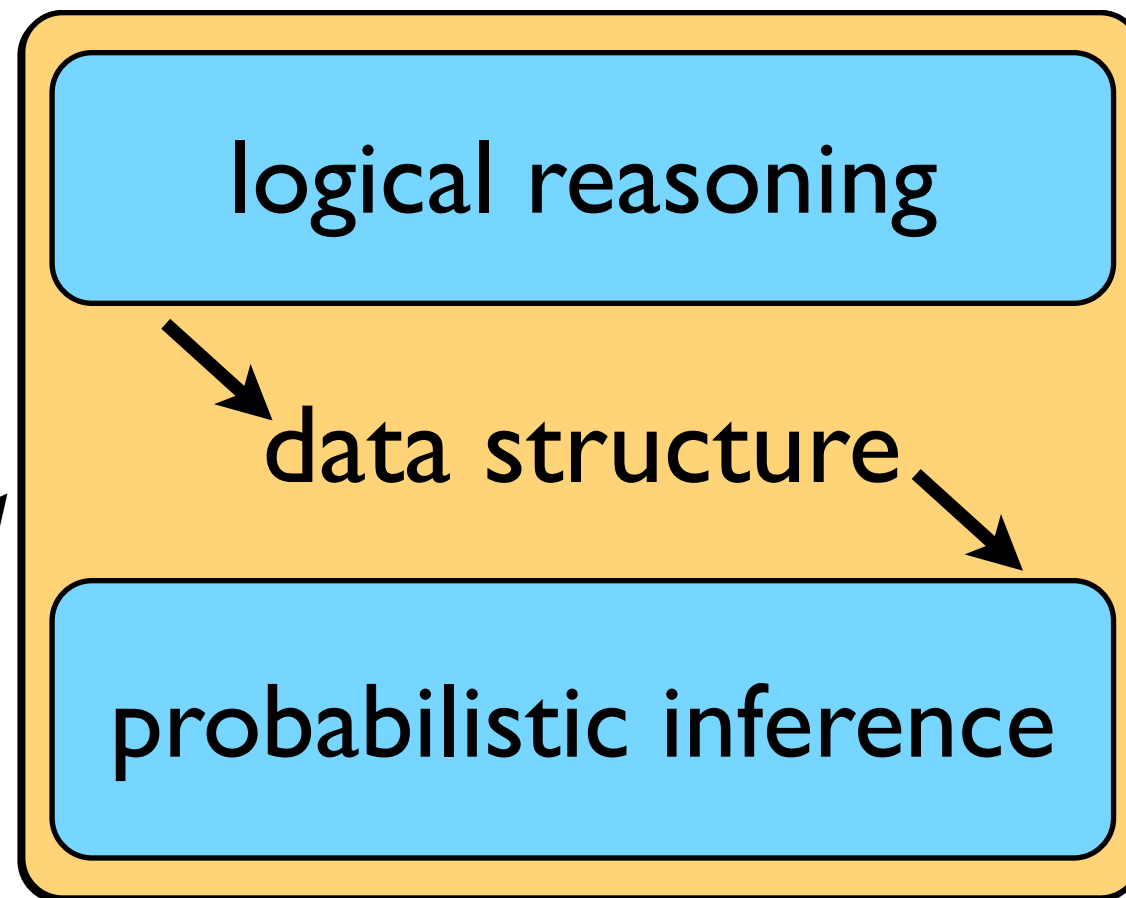 logical reasoning
data structure
probabilistic inference